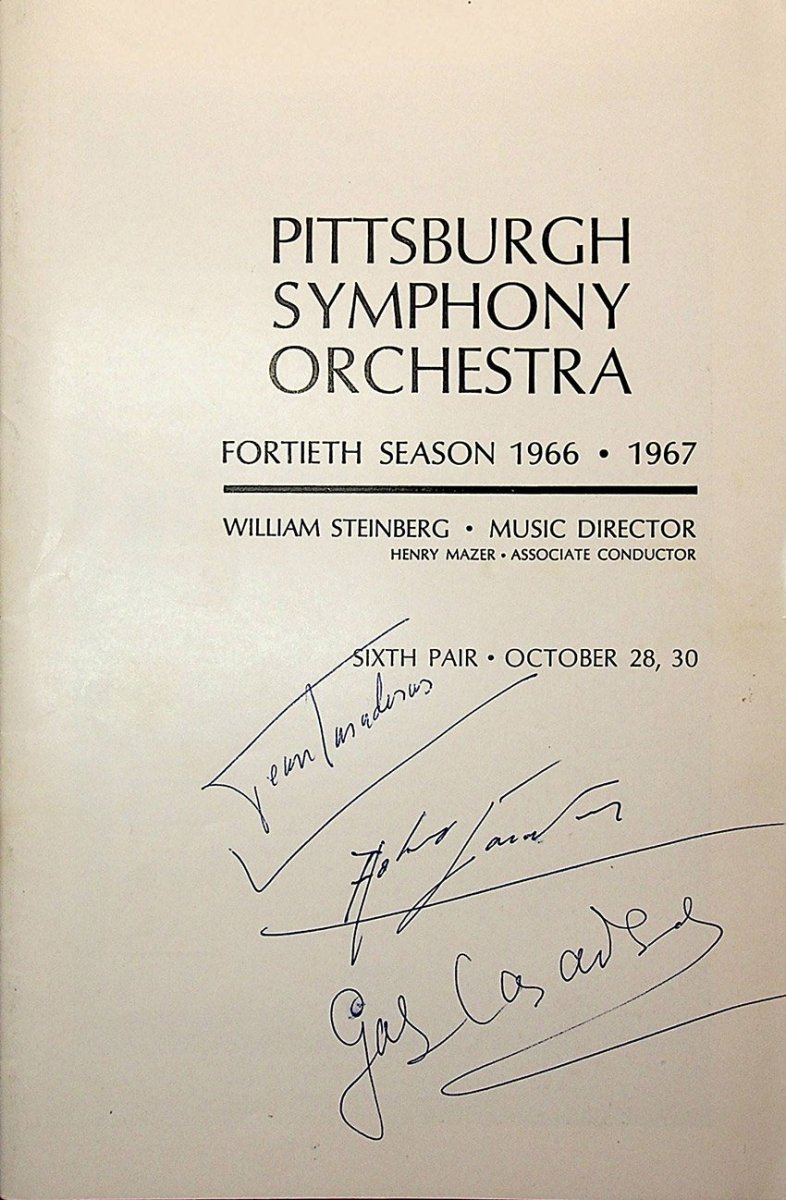 PITTSBURGH
SYMPHONY
ORCHESTRA
FORTIETH SEASON 1966 • 1967
WILLIAM STEINBERG • MUSIC DIRECTOR
HENRY MAZER • ASSOCIATE CONDUCTOR
SIXTH PAIR • OCTOBER 28, 30
Jean Casadesus
Gaby Casadesus